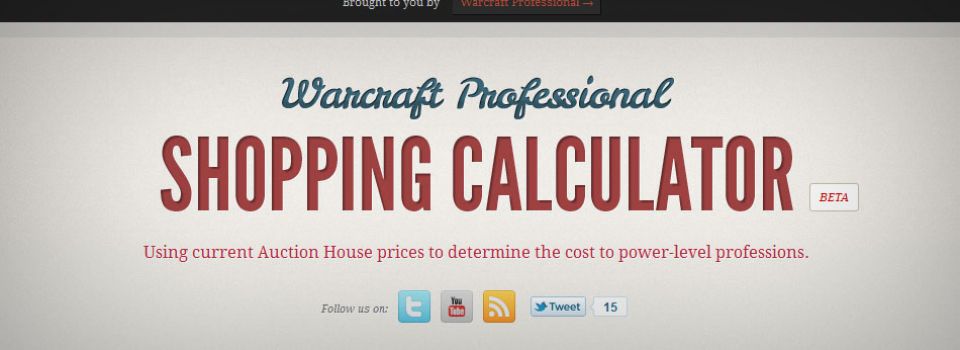 Brought to you by Warcraft Professional →
Warcraft Professional
SHOPPING CALCULATOR
BETA
Using current Auction House prices to determine the cost to power-level professions.
Follow us on: t You Tube Tweet 15